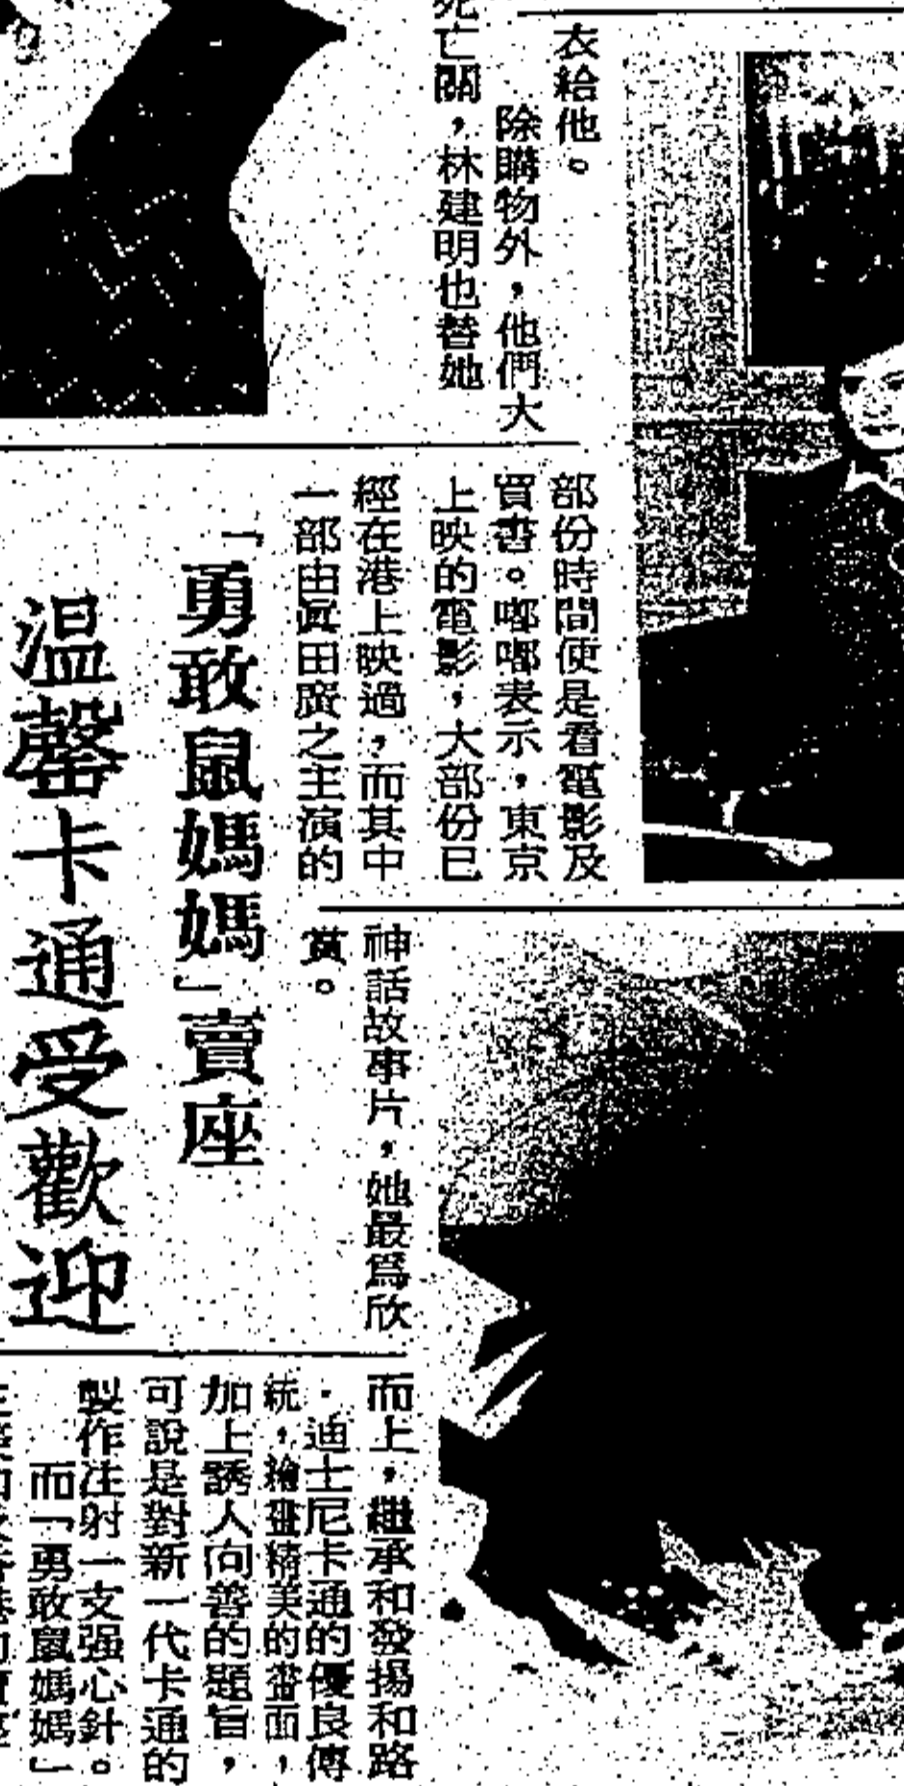 衣給他。
除購物外，他們大
亡關，林建明也替她
部份時間便是看電影及
買書。嘟嘟表示，東京
上映的電影，大部份已
經在港上映過，而其中
一部由眞田廣之主演的
神話故事片，她最爲欣
賞。
「勇敢鼠媽媽」賣座
温馨卡通受歡迎
而上，繼承和發揚和路
．迪士尼卡通的優良傳
統，繪畫精美的畫面，
加上誘人向善的題旨，
可說是對新一代卡通的
製作注射一支强心針。
而「勇敢鼠媽媽」